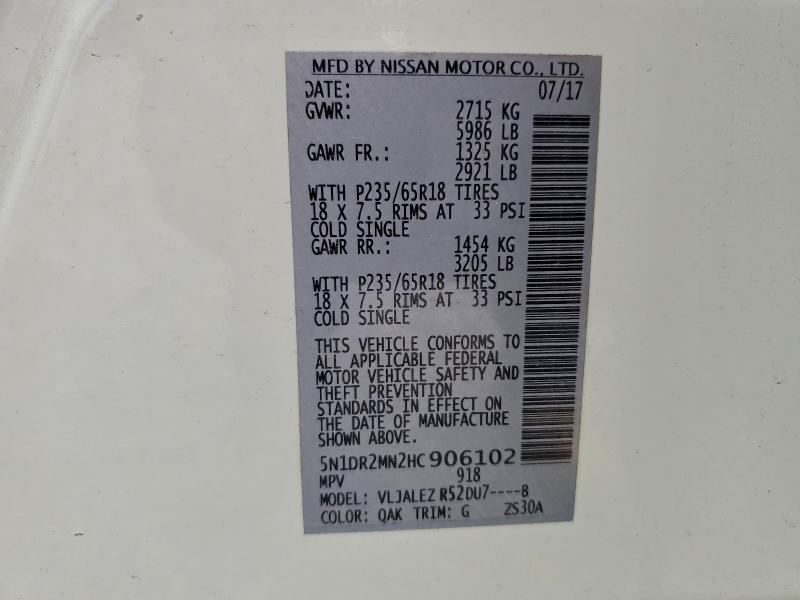 MFD BY NISSAN MOTOR CO., LTD.
DATE: 07/17
GVWR: 2715 KG
5986 LB
GAWR FR.: 1325 KG
2921 LB
WITH P235/65R18 TIRES
18 X 7.5 RIMS AT 33 PSI
COLD SINGLE
GAWR RR.: 1454 KG
3205 LB
WITH P235/65R18 TIRES
18 X 7.5 RIMS AT 33 PSI
COLD SINGLE
THIS VEHICLE CONFORMS TO
ALL APPLICABLE FEDERAL
MOTOR VEHICLE SAFETY AND
THEFT PREVENTION
STANDARDS IN EFFECT ON
THE DATE OF MANUFACTURE
SHOWN ABOVE.
5N1DR2MN2HC906102
MPV 918
MODEL: VLJALEZ R52DU7----B
COLOR: QAK TRIM: G ZS30A